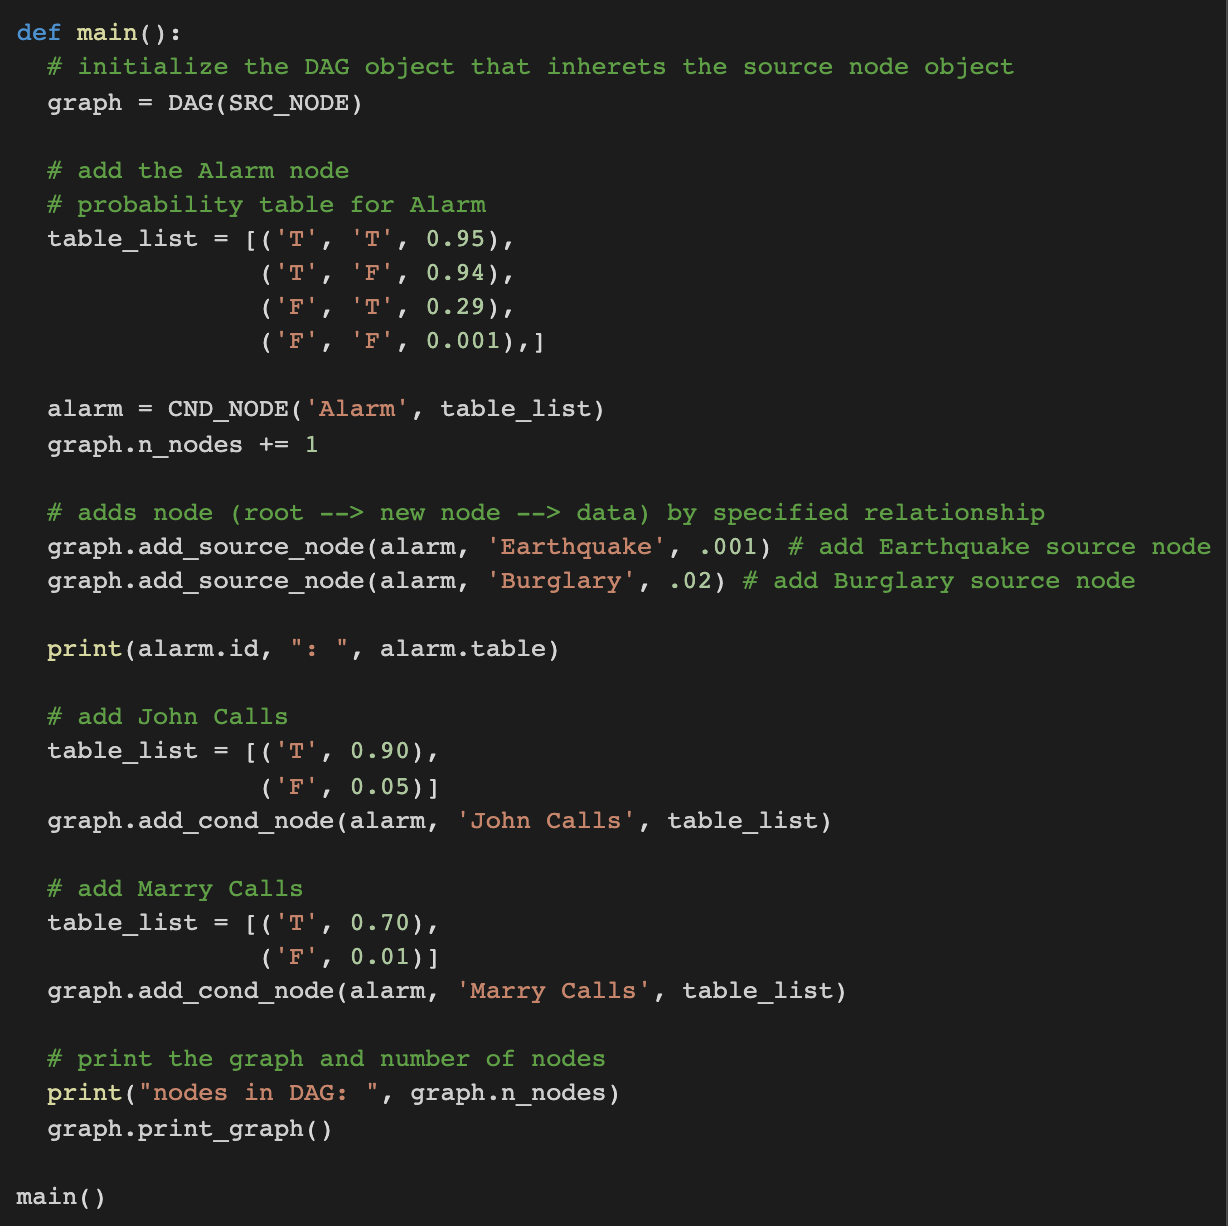 def main():
  # initialize the DAG object that inherets the source node object
  graph = DAG(SRC_NODE)

  # add the Alarm node
  # probability table for Alarm
  table_list = [('T', 'T', 0.95),
                ('T', 'F', 0.94),
                ('F', 'T', 0.29),
                ('F', 'F', 0.001),]

  alarm = CND_NODE('Alarm', table_list)
  graph.n_nodes += 1

  # adds node (root --> new node --> data) by specified relationship
  graph.add_source_node(alarm, 'Earthquake', .001) # add Earthquake source node
  graph.add_source_node(alarm, 'Burglary', .02) # add Burglary source node

  print(alarm.id, ": ", alarm.table)

  # add John Calls
  table_list = [('T', 0.90),
                ('F', 0.05)]
  graph.add_cond_node(alarm, 'John Calls', table_list)

  # add Marry Calls
  table_list = [('T', 0.70),
                ('F', 0.01)]
  graph.add_cond_node(alarm, 'Marry Calls', table_list)

  # print the graph and number of nodes
  print("nodes in DAG: ", graph.n_nodes)
  graph.print_graph()

main()